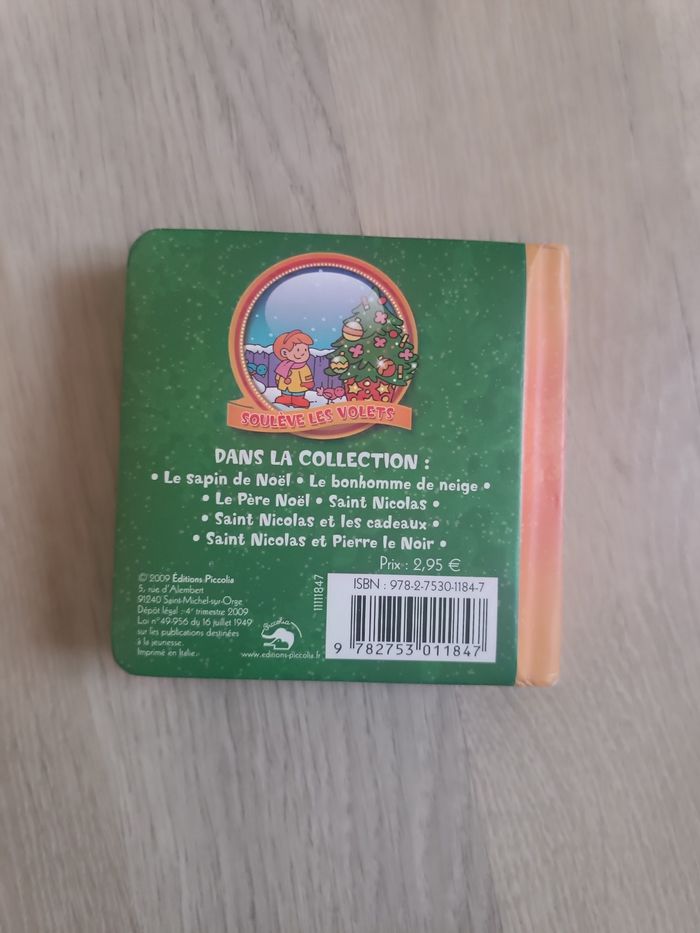 SOULÈVE LES VOLETS
DANS LA COLLECTION :
• Le sapin de Noël • Le bonhomme de neige •
• Le Père Noël • Saint Nicolas •
• Saint Nicolas et les cadeaux •
• Saint Nicolas et Pierre le Noir •
Prix : 2,95 €
© 2009 Éditions Piccolia
5, rue d'Alembert
91240 Saint-Michel-sur-Orge
Dépôt légal : 4e trimestre 2009
Loi n°49-956 du 16 juillet 1949
sur les publications destinées
à la jeunesse.
Imprimé en Italie.
Piccolia
www.editions-piccolia.fr
11111847
ISBN : 978-2-7530-1184-7
9 782753 011847